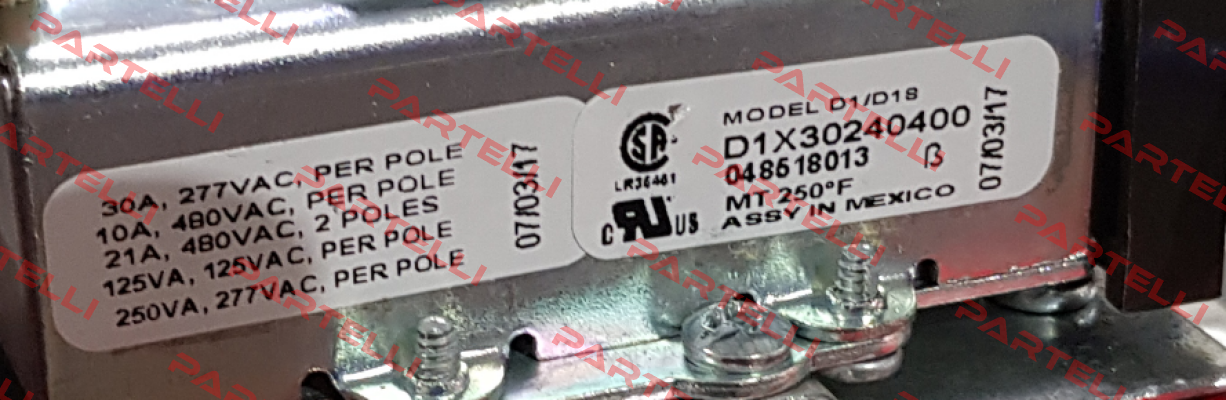 30A, 277VAC, PER POLE
10A, 480VAC, PER POLE
21A, 480VAC, 2 POLES
125VA, 125VAC, PER POLE
250VA, 277VAC, PER POLE
07/03/17
SA
LR36461
C US
MODEL D1/D1S
D1X30240400
048518013 β
MT 250°F
ASSY IN MEXICO
07/03/17
PARTELLI